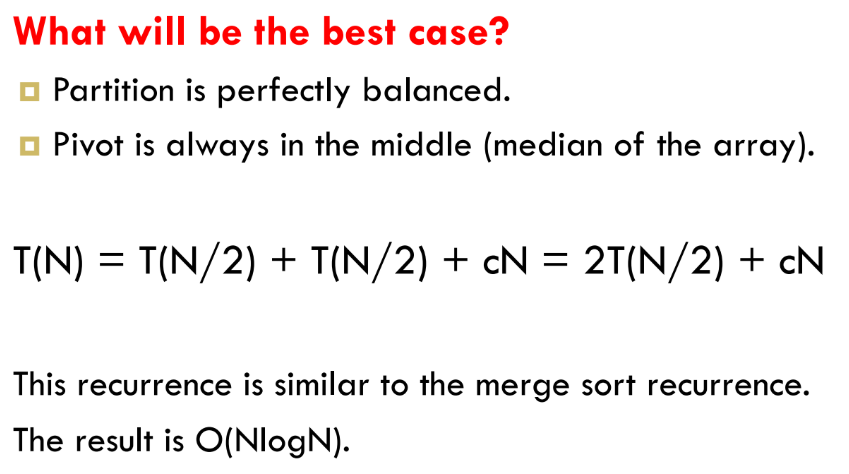 What will be the best case?
Partition is perfectly balanced.
Pivot is always in the middle (median of the array).
T(N) = T(N/2) + T(N/2) + cN = 2T(N/2) + cN
This recurrence is similar to the merge sort recurrence.
The result is O(NlogN).